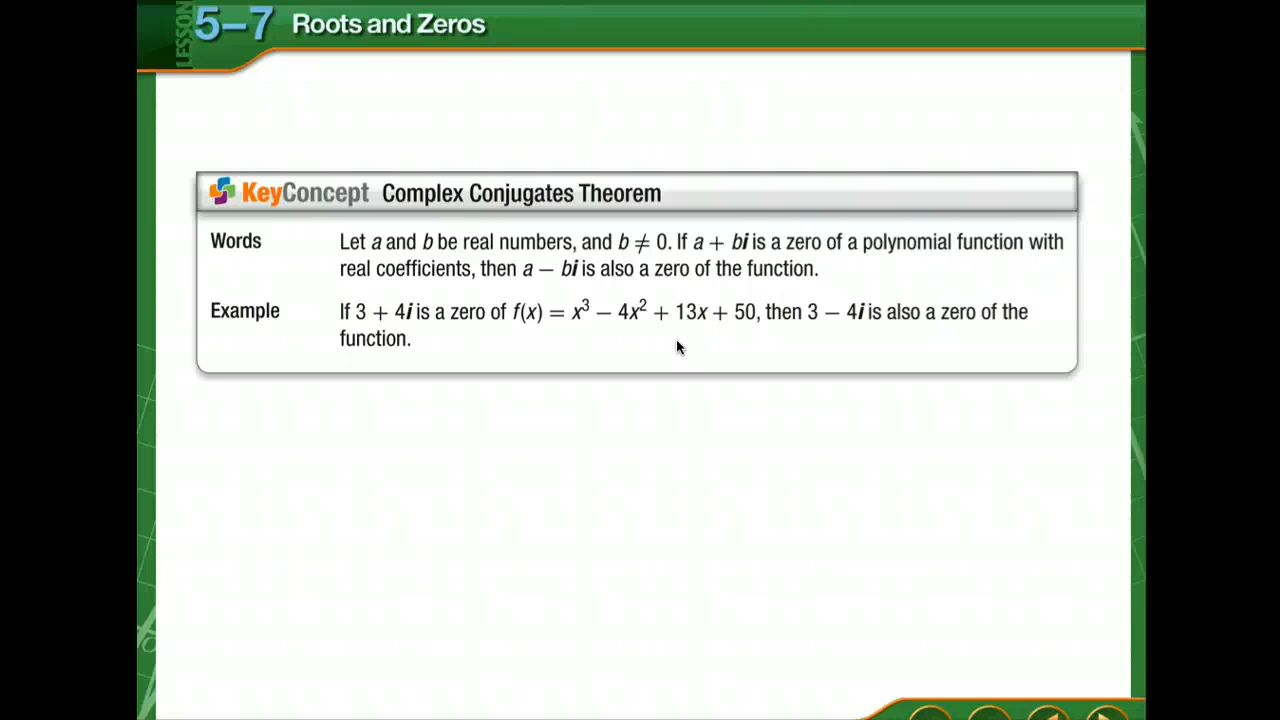 LESSON 5–7 Roots and Zeros
KeyConcept Complex Conjugates Theorem
Words Let a and b be real numbers, and b ≠ 0. If a + bi is a zero of a polynomial function with
real coefficients, then a − bi is also a zero of the function.
Example If 3 + 4i is a zero of f(x) = x³ − 4x² + 13x + 50, then 3 − 4i is also a zero of the
function.